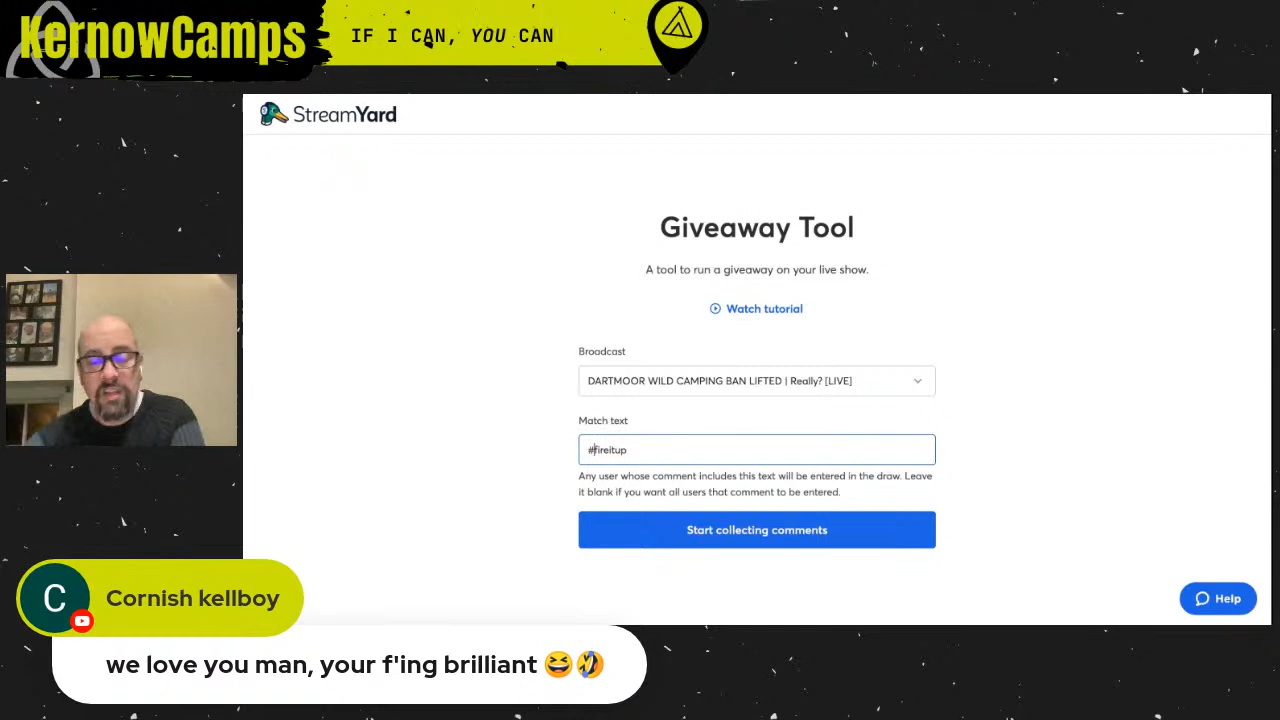 KernowCamps
IF I CAN, YOU CAN
StreamYard
Giveaway Tool
A tool to run a giveaway on your live show.
Watch tutorial
Broadcast
DARTMOOR WILD CAMPING BAN LIFTED | Really? [LIVE]
Match text
#fireitup
Any user whose comment includes this text will be entered in the draw. Leave
it blank if you want all users that comment to be entered.
Start collecting comments
Help
C
Cornish kellboy
we love you man, your f'ing brilliant 😆🤣